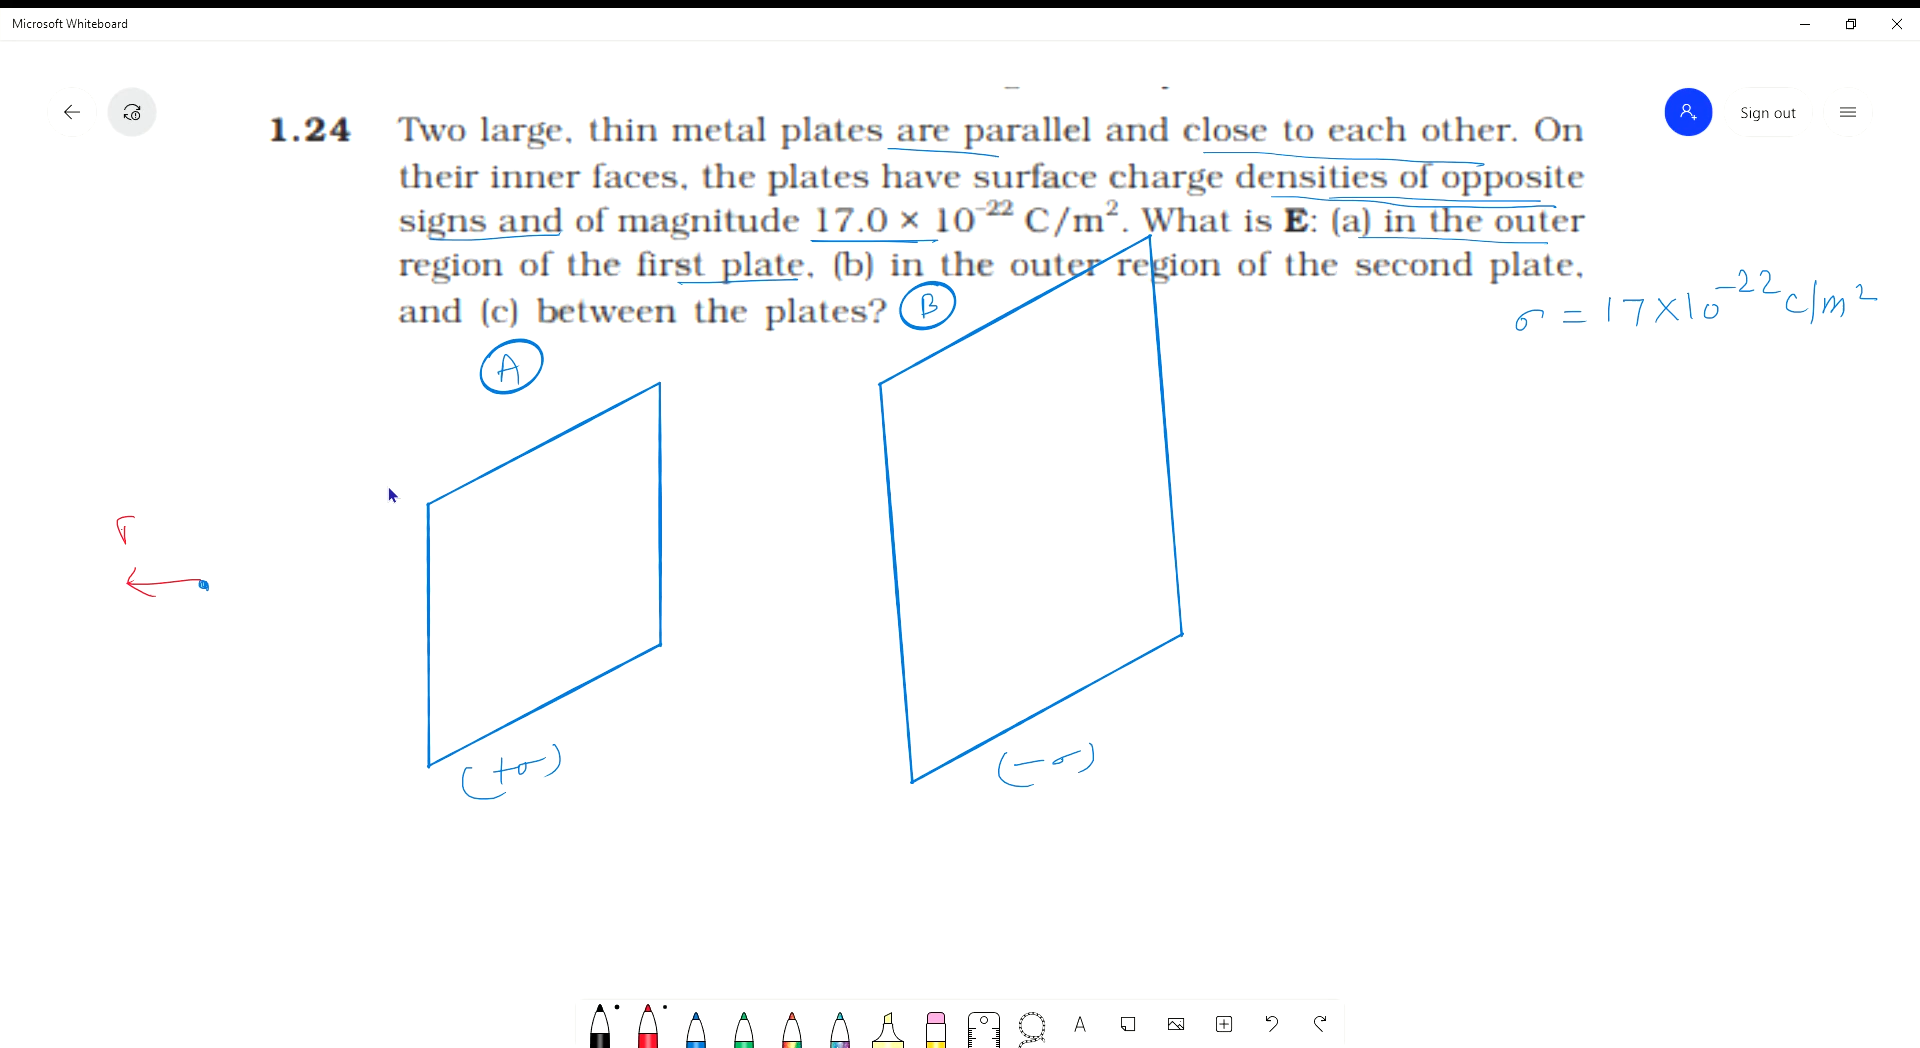 Microsoft Whiteboard
Sign out
1.24 Two large, thin metal plates are parallel and close to each other. On
their inner faces, the plates have surface charge densities of opposite
signs and of magnitude 17.0 × 10⁻²² C/m². What is E: (a) in the outer
region of the first plate, (b) in the outer region of the second plate,
and (c) between the plates?
σ = 17 × 10⁻²² c/m²
B
A
(+σ)
(-σ)
A